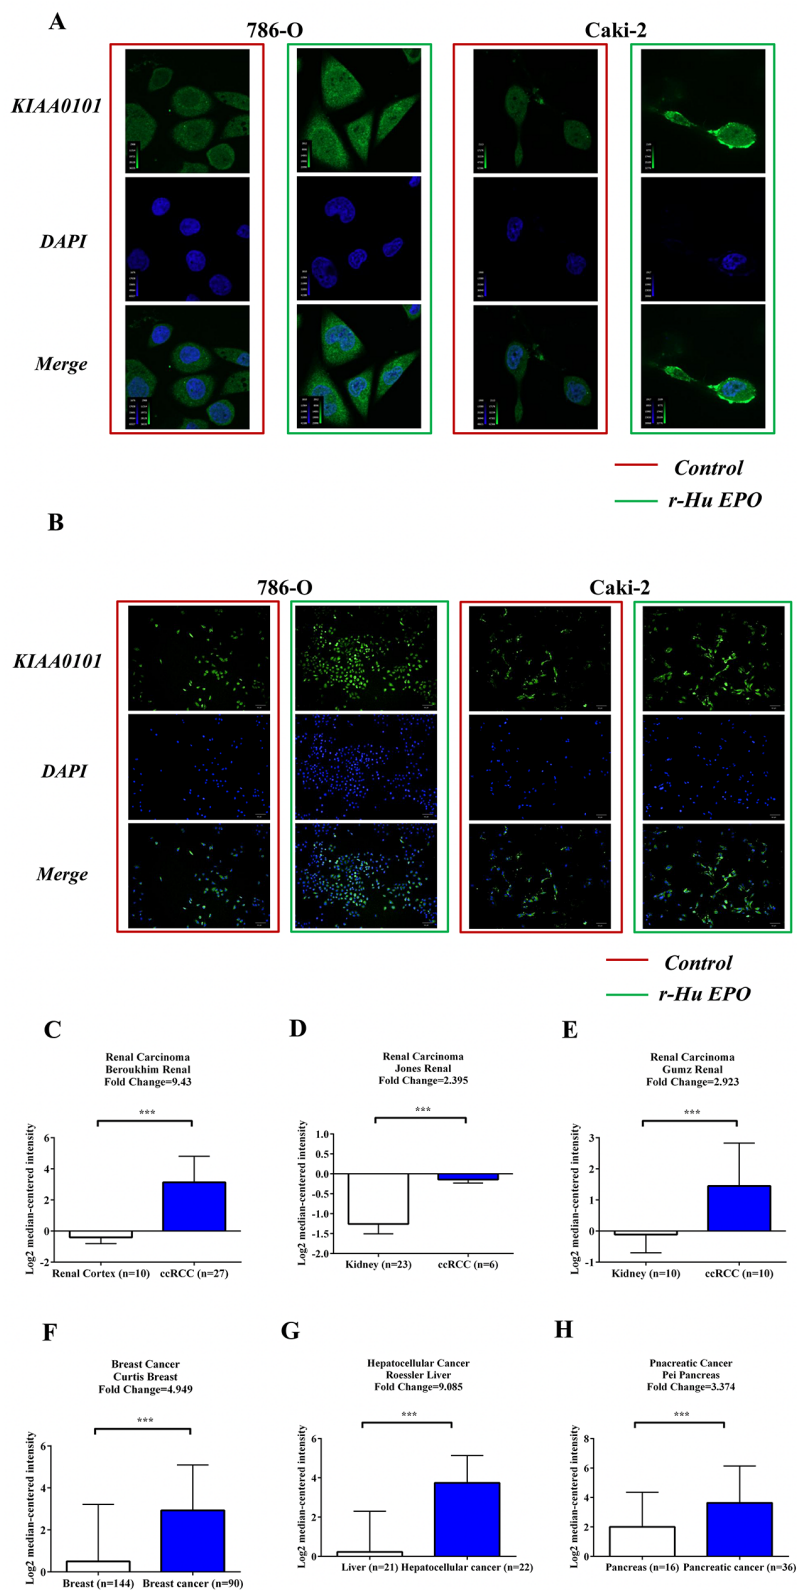 A
786-O
Caki-2
KIAA0101
DAPI
Merge
Control
r-Hu EPO
B
786-O
Caki-2
KIAA0101
DAPI
Merge
Control
r-Hu EPO
C
Renal Carcinoma
Beroukhim Renal
Fold Change=9.43
***
Log2 median-centered intensity
6
4
2
0
-2
Renal Cortex (n=10)
ccRCC (n=27)
D
Renal Carcinoma
Jones Renal
Fold Change=2.395
***
Log2 median-centered intensity
1.0
0.5
0.0
-0.5
-1.0
-1.5
-2.0
Kidney (n=23)
ccRCC (n=6)
E
Renal Carcinoma
Gumz Renal
Fold Change=2.923
***
Log2 median-centered intensity
3
2
1
0
-1
Kidney (n=10)
ccRCC (n=10)
F
Breast Cancer
Curtis Breast
Fold Change=4.949
***
Log2 median-centered intensity
6
4
2
0
Breast (n=144)
Breast cancer (n=90)
G
Hepatocellular Cancer
Roessler Liver
Fold Change=9.085
***
Log2 median-centered intensity
6
4
2
0
Liver (n=21)
Hepatocellular cancer (n=22)
H
Pnacreatic Cancer
Pei Pancreas
Fold Change=3.374
***
Log2 median-centered intensity
8
6
4
2
0
Pancreas (n=16)
Pancreatic cancer (n=36)